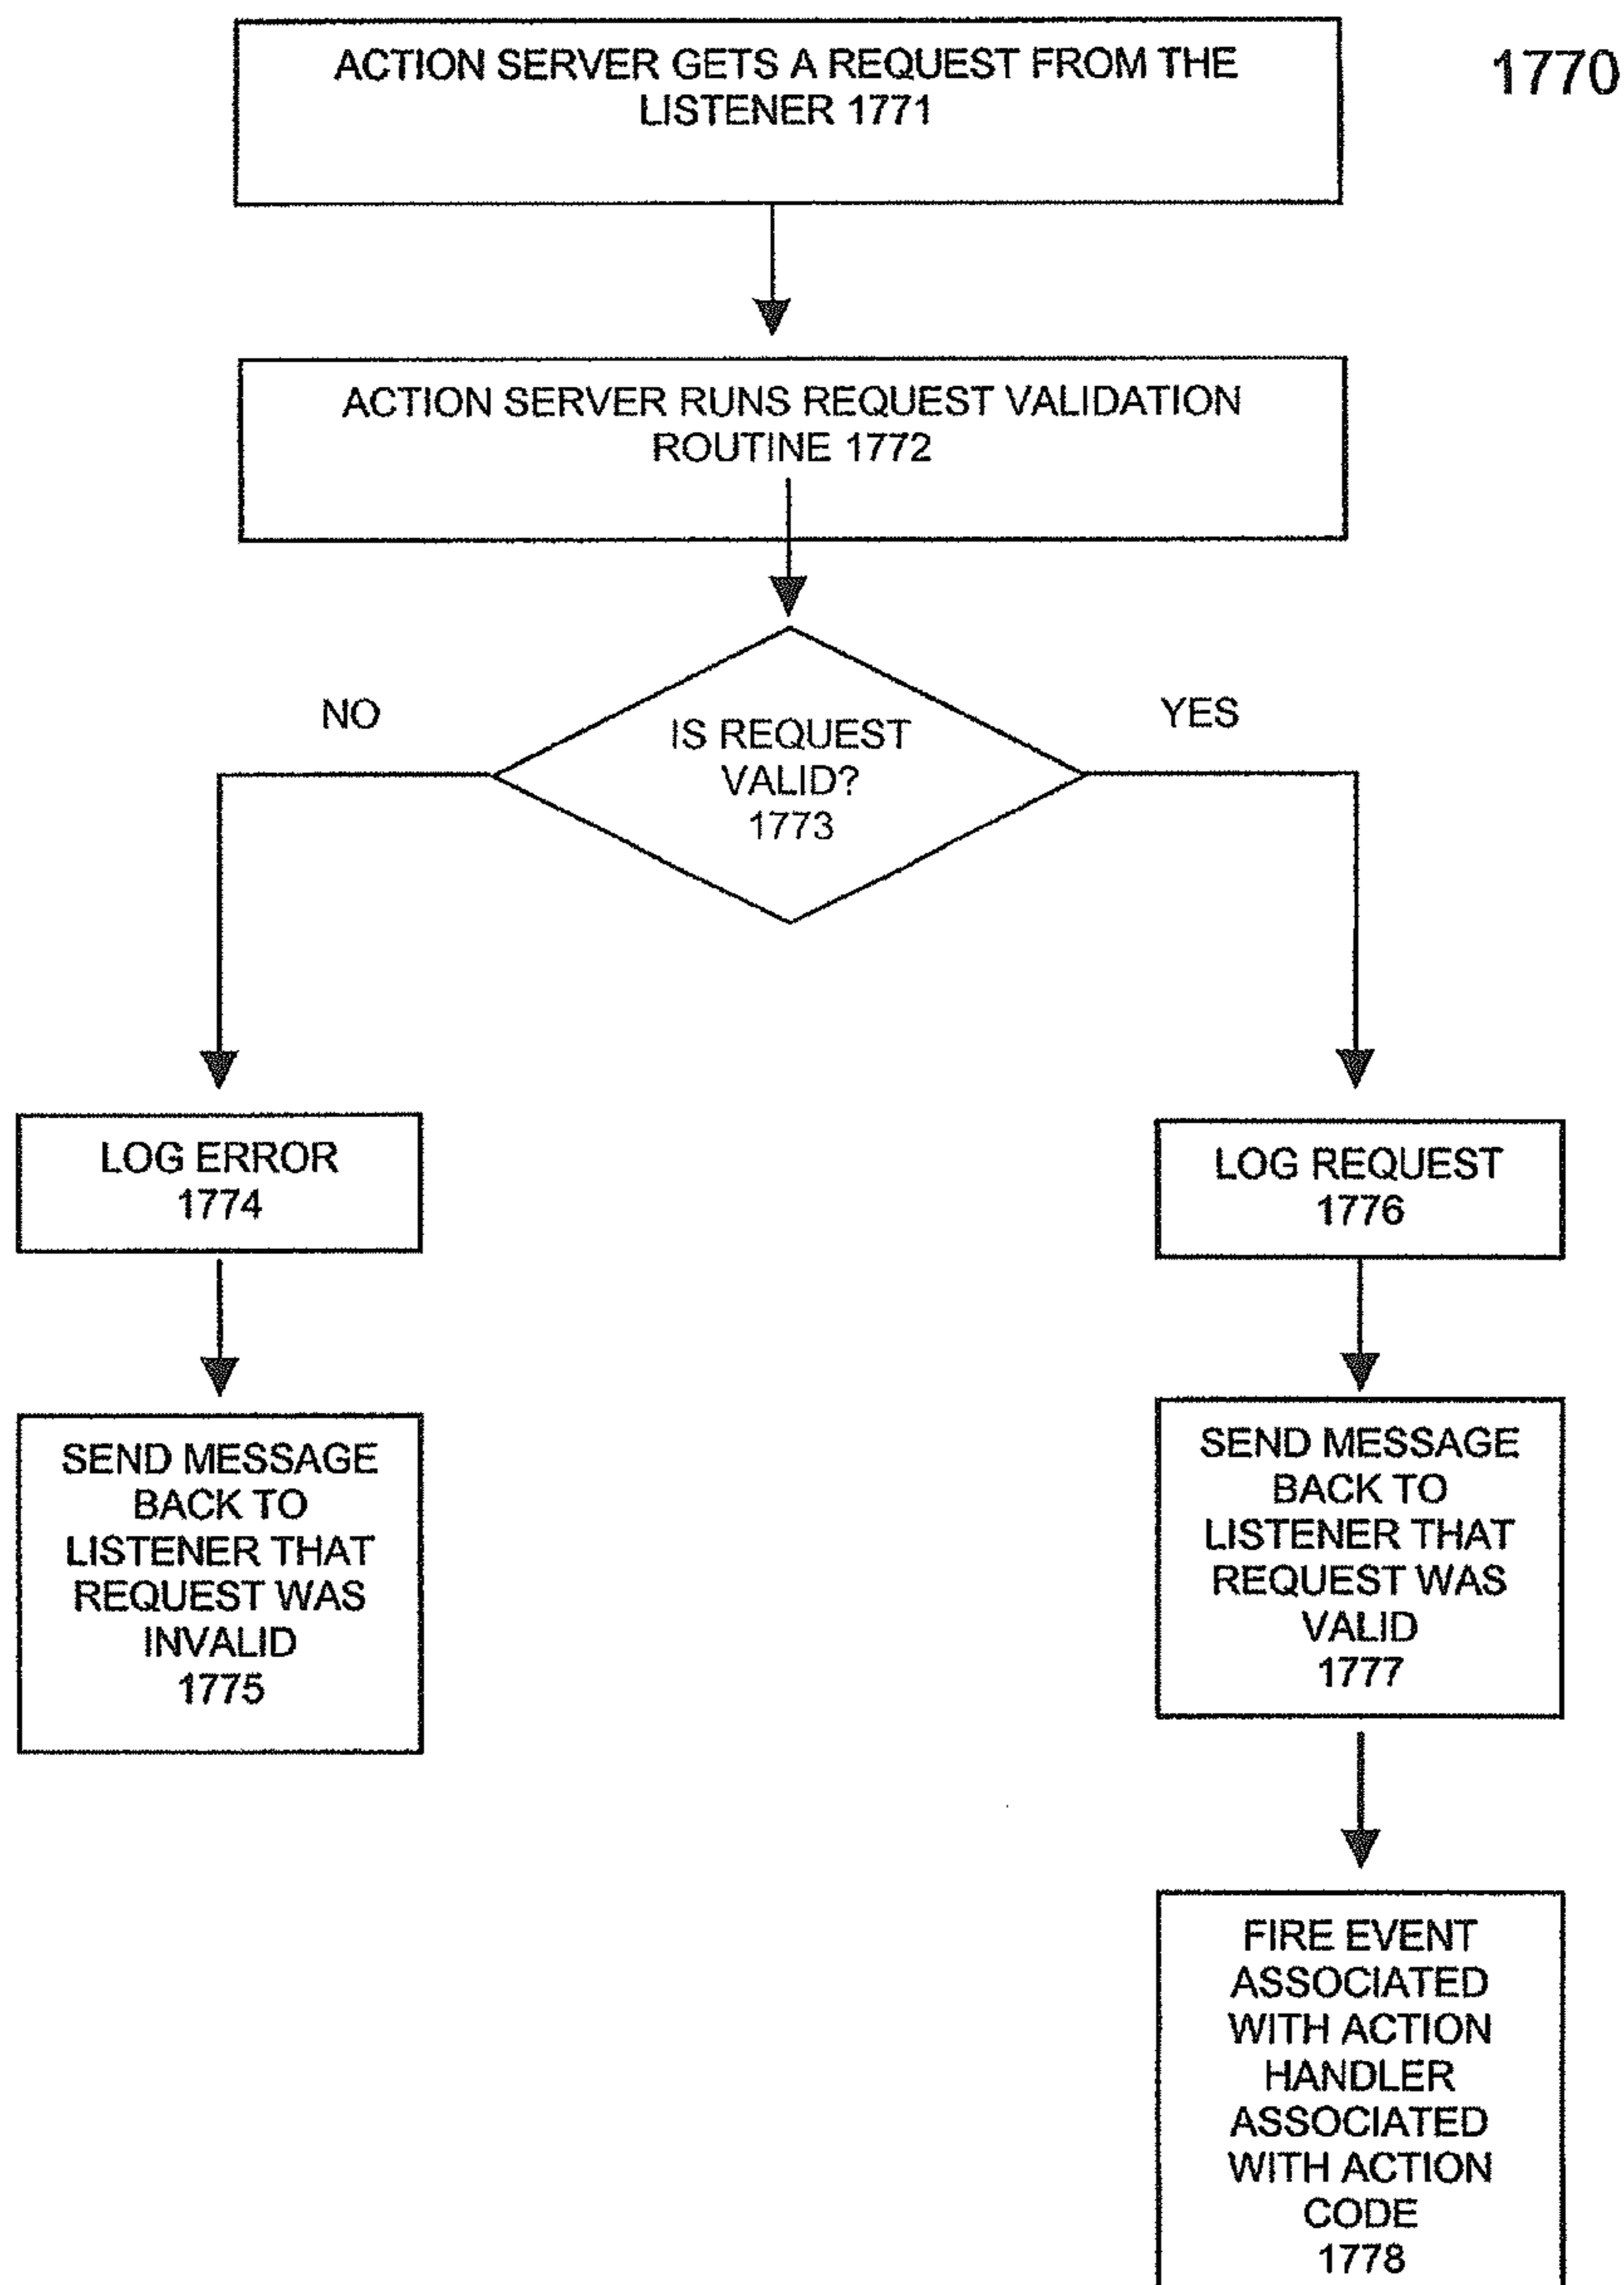 ACTION SERVER GETS A REQUEST FROM THE
LISTENER 1771
1770
ACTION SERVER RUNS REQUEST VALIDATION
ROUTINE 1772
NO
YES
IS REQUEST
VALID?
1773
LOG ERROR
1774
LOG REQUEST
1776
SEND MESSAGE
BACK TO
LISTENER THAT
REQUEST WAS
INVALID
1775
SEND MESSAGE
BACK TO
LISTENER THAT
REQUEST WAS
VALID
1777
FIRE EVENT
ASSOCIATED
WITH ACTION
HANDLER
ASSOCIATED
WITH ACTION
CODE
1778